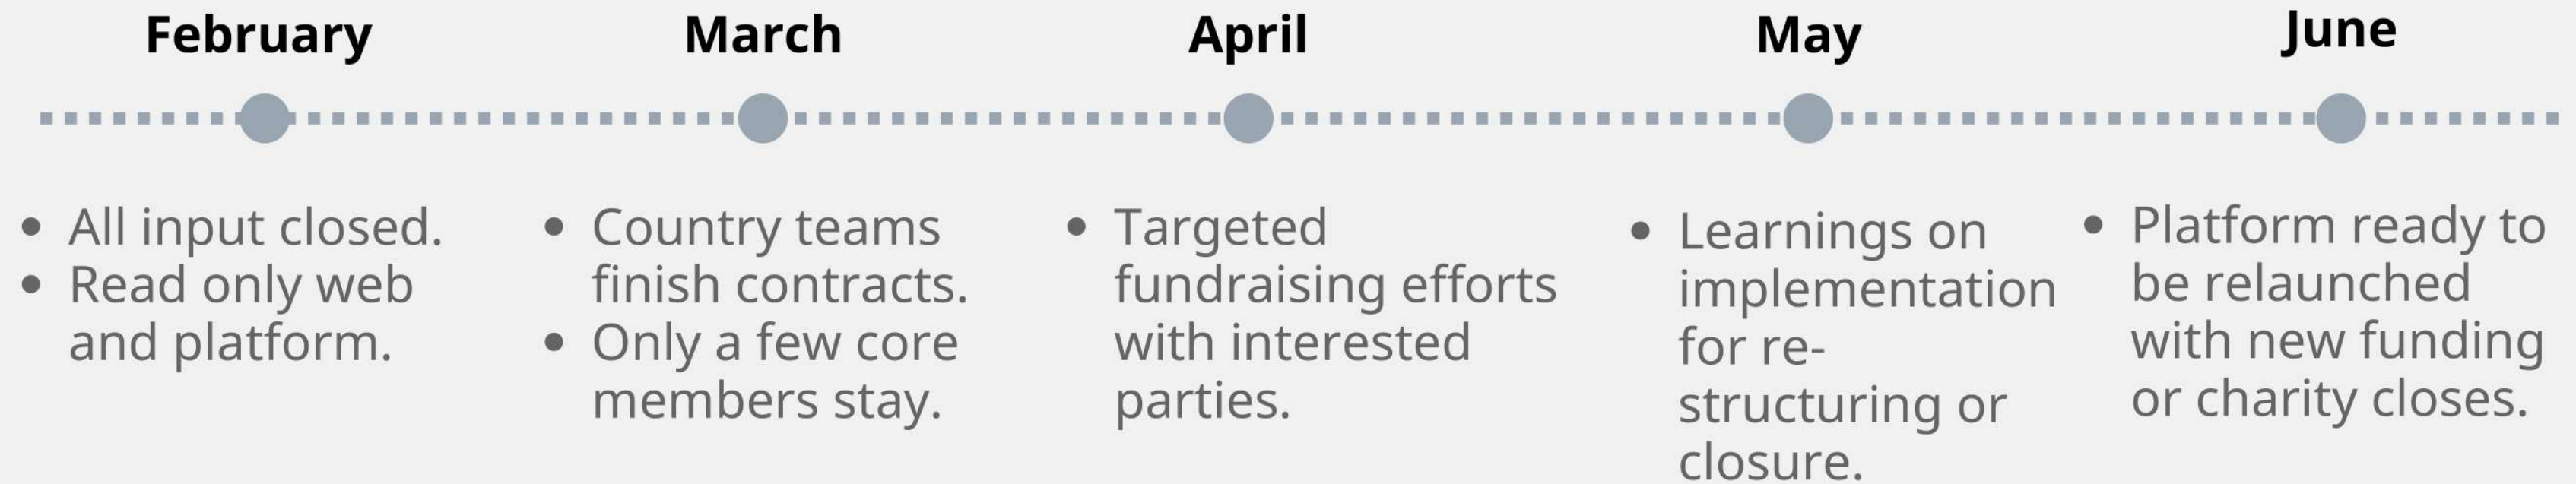 February
All input closed.
Read only web
and platform.
March
Country teams
finish contracts.
Only a few core
members stay.
April
Targeted
fundraising efforts
with interested
parties.
May
Learnings on
implementation
for re-
structuring or
closure.
June
Platform ready to
be relaunched
with new funding
or charity closes.